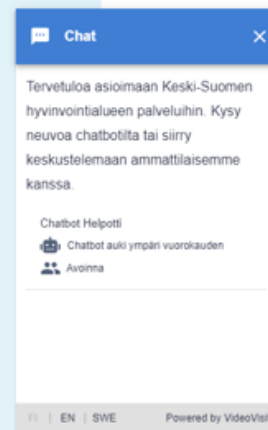 Chat
Tervetuloa asioimaan Keski-Suomen
hyvinvointialueen palveluihin. Kysy
neuvoa chatbotilta tai siirry
keskustelemaan ammattilaisemme
kanssa.
Chatbot Helpotti
Chatbot auki ympäri vuorokauden
Avoinna
FI | EN | SWE Powered by VideoVisit